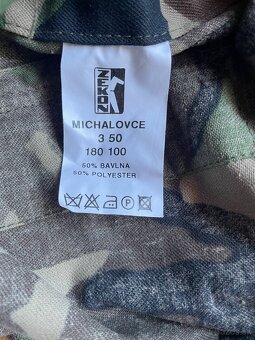 ZEKON
MICHALOVCE
3 50
180 100
50% BAVLNA
50% POLYESTER
P